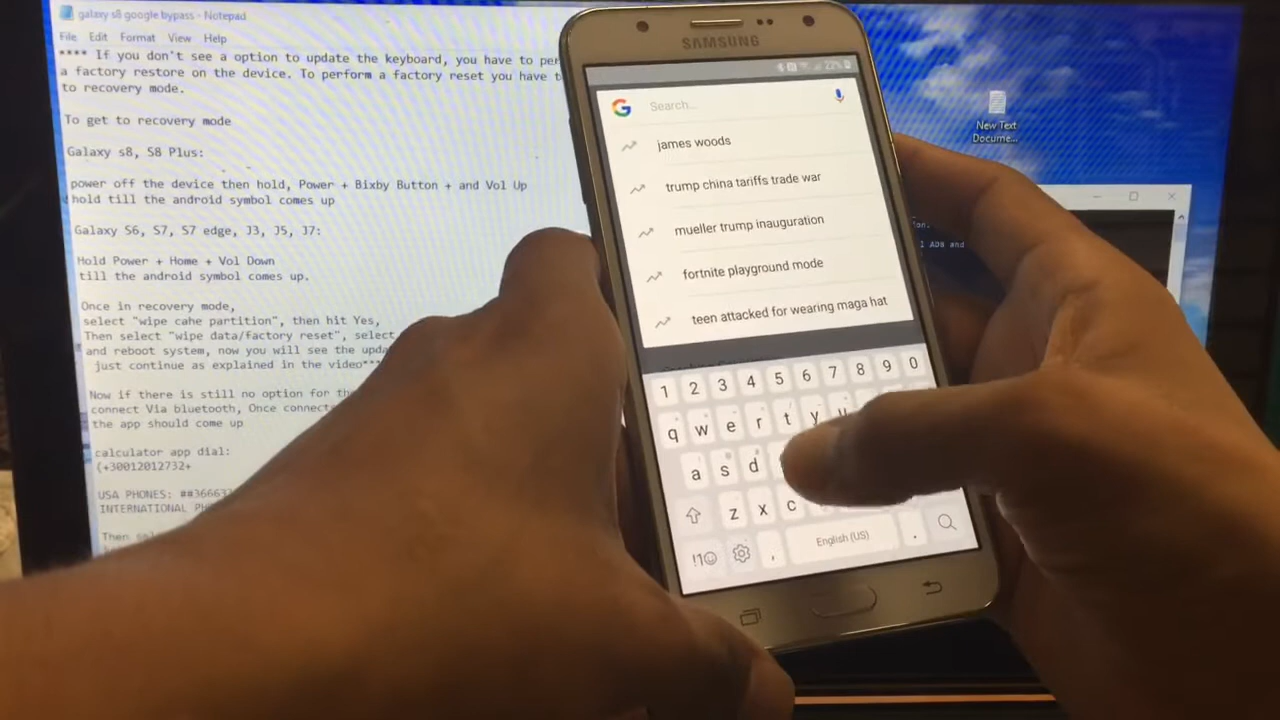 galaxy s8 google bypass - Notepad
File Edit Format View Help
**** If you don't see a option to update the keyboard, you have to
a factory restore on the device. To perform a factory reset you have
to recovery mode.
To get to recovery mode
Galaxy s8, S8 Plus:
power off the device then hold, Power + Bixby Button + and Vol Up
hold till the android symbol comes up
Galaxy S6, S7, S7 edge, J3, J5, J7:
Hold Power + Home + Vol Down
till the android symbol comes up.
Once in recovery mode,
select "wipe cahe partition", then hit Yes,
Then select "wipe data/factory reset", select
and reboot system, now you will see the
just continue as explained in the video***
Now if there is still no option for
connect Via bluetooth, Once
the app should come up
calculator app dial:
(+30012012732+
USA PHONES: ##36663
INTERNATIONAL
Then
SAMSUNG
22%
Search...
james woods
trump china tariffs trade war
mueller trump inauguration
fortnite playground mode
teen attacked for wearing maga hat
1 2 3 4 5 6 7 8 9 0
q w e r t y u
a s d
z x c
!1☺ , English (US) .
New Text
Docume...
ADB and